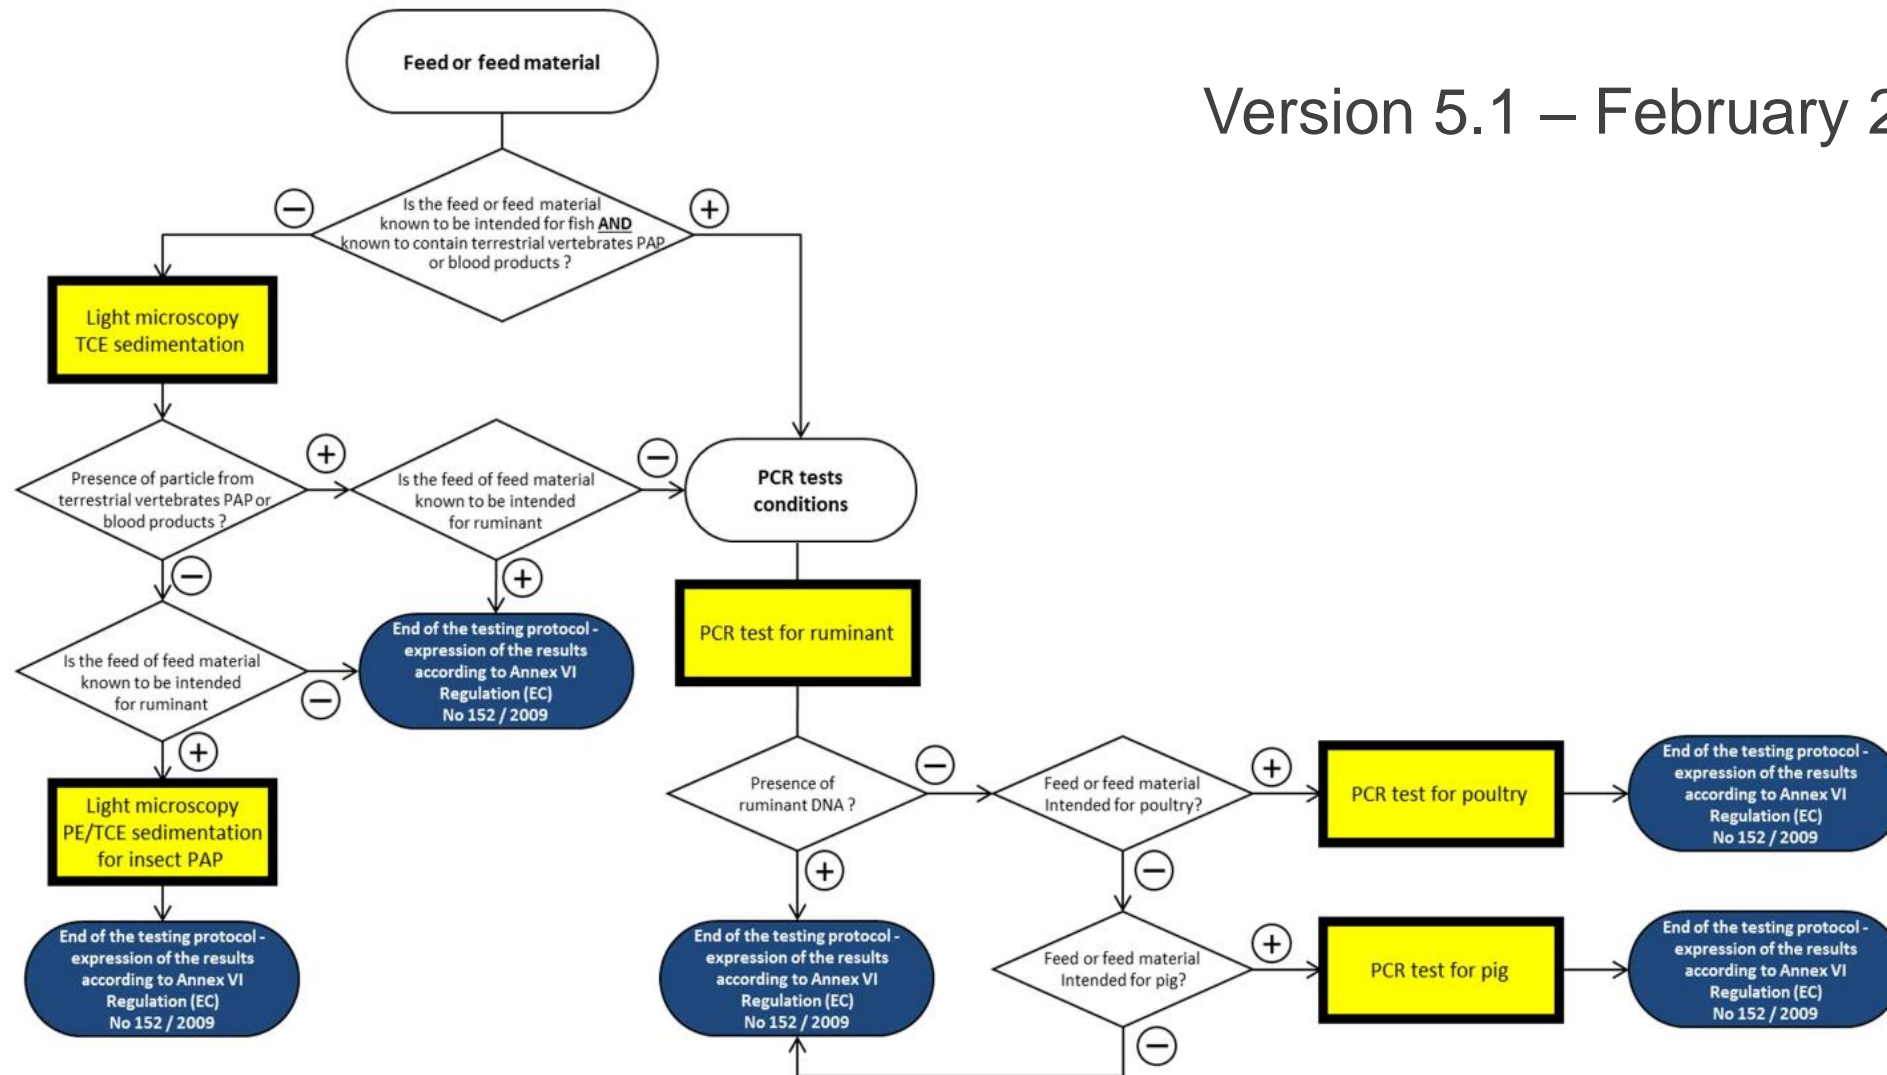 Version 5.1 – February 2
Feed or feed material
Is the feed or feed material
known to be intended for fish AND
known to contain terrestrial vertebrates PAP
or blood products ?
−
+
Light microscopy
TCE sedimentation
Presence of particle from
terrestrial vertebrates PAP or
blood products ?
+
Is the feed of feed material
known to be intended
for ruminant
−
PCR tests
conditions
−
+
Is the feed of feed material
known to be intended
for ruminant
−
End of the testing protocol -
expression of the results
according to Annex VI
Regulation (EC)
No 152 / 2009
PCR test for ruminant
+
Light microscopy
PE/TCE sedimentation
for insect PAP
Presence of
ruminant DNA ?
−
Feed or feed material
Intended for poultry?
+
PCR test for poultry
End of the testing protocol -
expression of the results
according to Annex VI
Regulation (EC)
No 152 / 2009
+
−
End of the testing protocol -
expression of the results
according to Annex VI
Regulation (EC)
No 152 / 2009
End of the testing protocol -
expression of the results
according to Annex VI
Regulation (EC)
No 152 / 2009
Feed or feed material
Intended for pig?
+
PCR test for pig
End of the testing protocol -
expression of the results
according to Annex VI
Regulation (EC)
No 152 / 2009
−